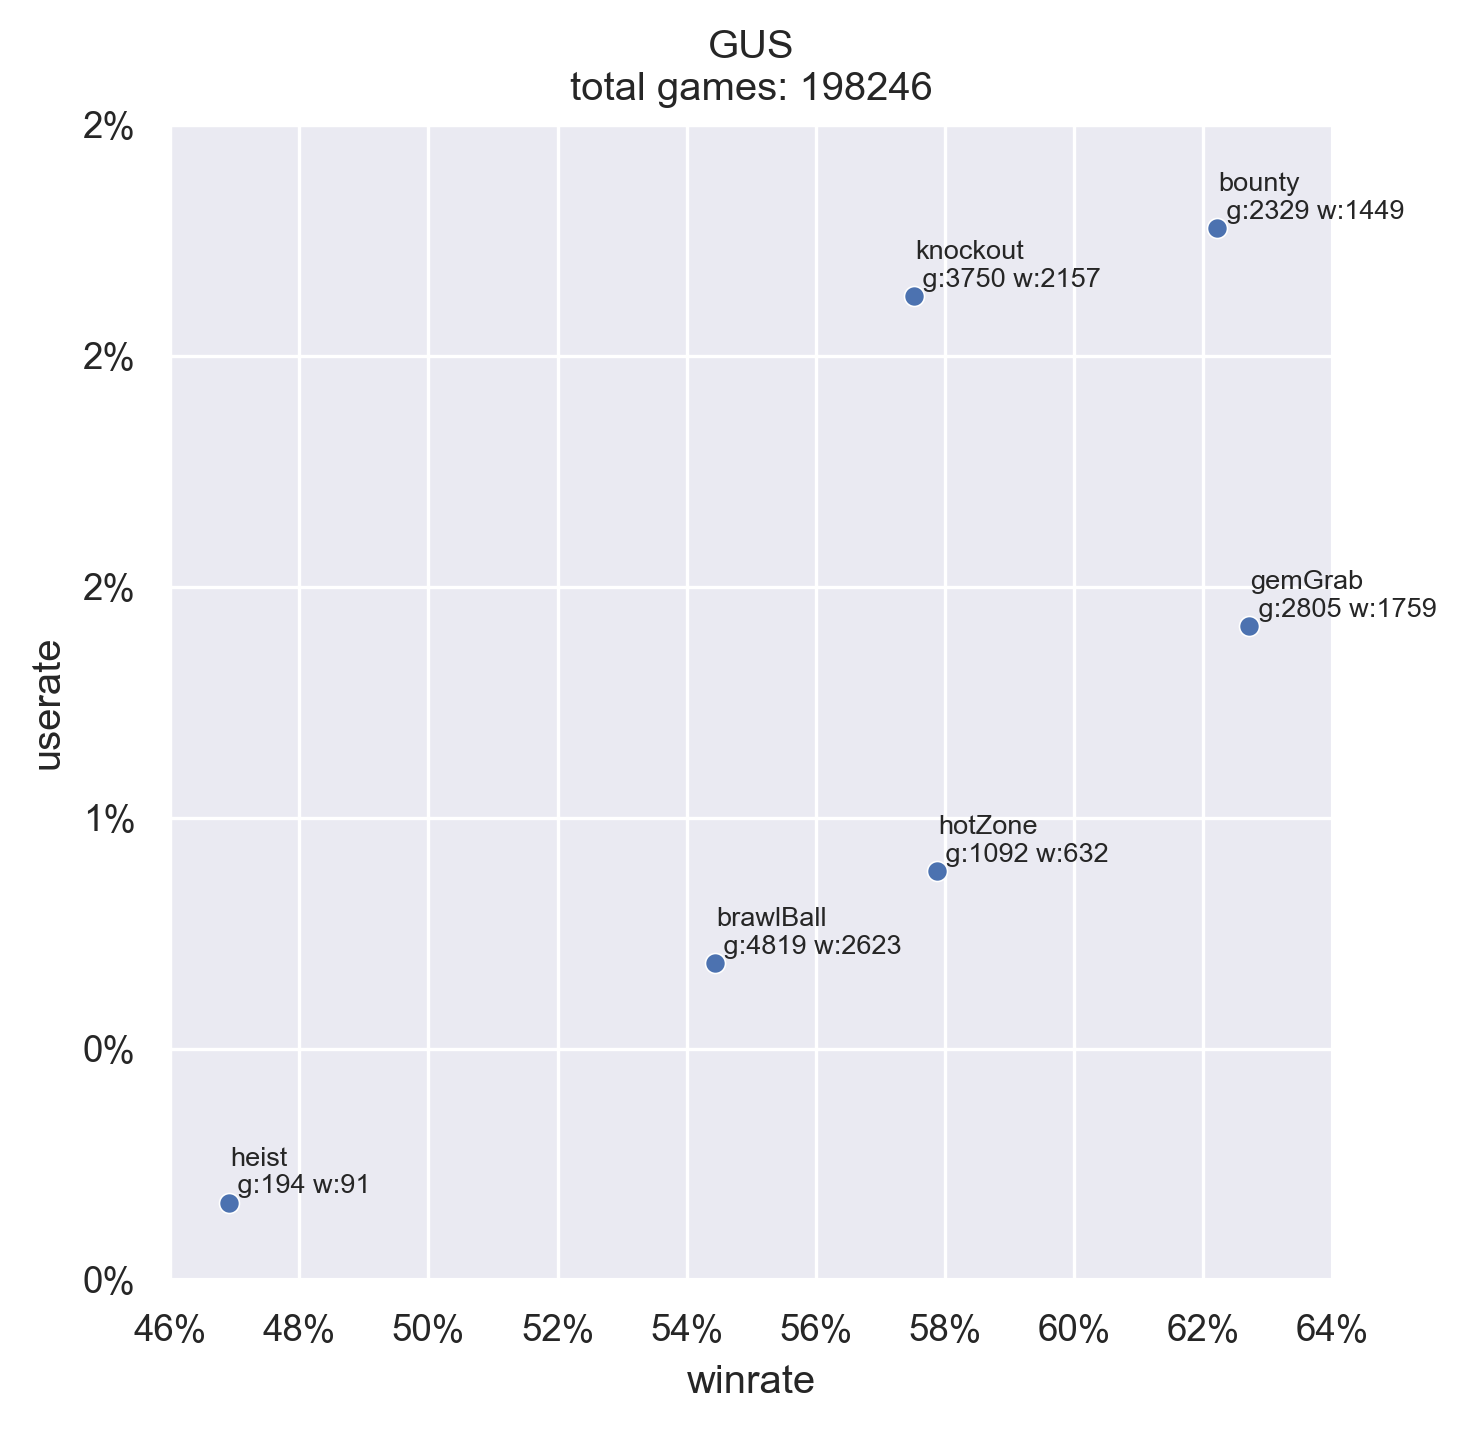 GUS
total games: 198246
2%
bounty
g:2329 w:1449
knockout
g:3750 w:2157
2%
2%
gemGrab
g:2805 w:1759
userate
1%
hotZone
g:1092 w:632
brawlBall
g:4819 w:2623
0%
heist
g:194 w:91
0%
46% 48% 50% 52% 54% 56% 58% 60% 62% 64%
winrate